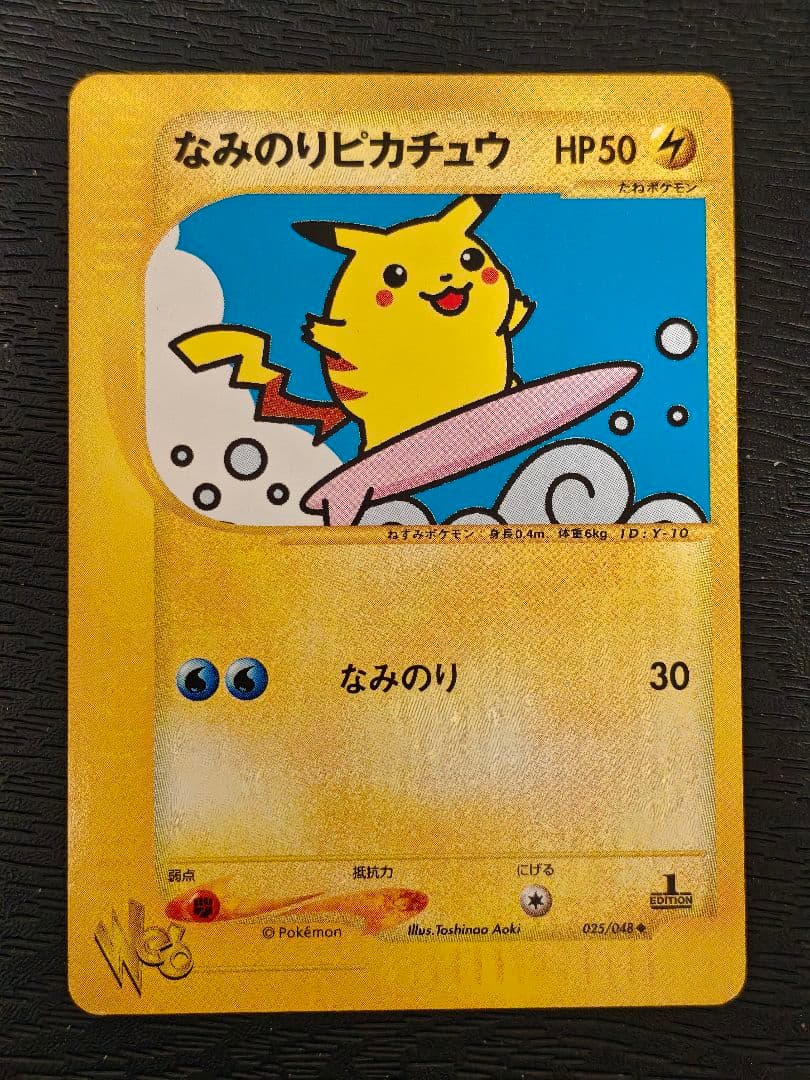 なみのりピカチュウ HP50
たねポケモン
ねずみポケモン 身長0.4m 体重6kg ID:Y-10
なみのり 30
弱点 抵抗力 にげる
1
EDITION
Web
© Pokémon Illus.Toshinao Aoki 025/048